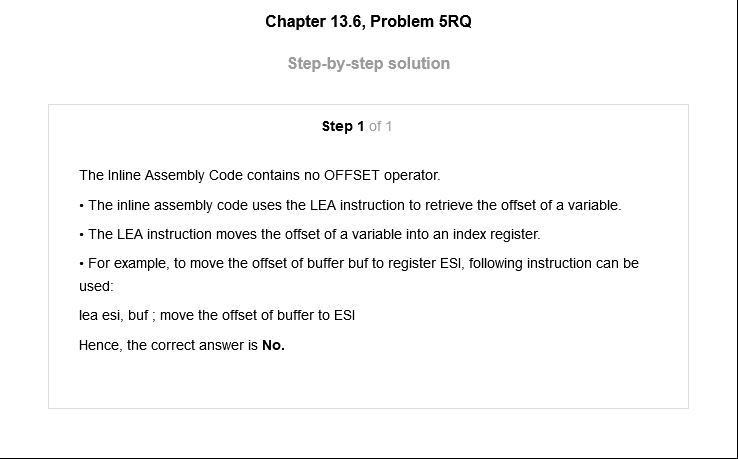 Chapter 13.6, Problem 5RQ
Step-by-step solution
Step 1 of 1
The Inline Assembly Code contains no OFFSET operator.
• The inline assembly code uses the LEA instruction to retrieve the offset of a variable.
• The LEA instruction moves the offset of a variable into an index register.
• For example, to move the offset of buffer buf to register ESI, following instruction can be
used:
lea esi, buf ; move the offset of buffer to ESI
Hence, the correct answer is No.